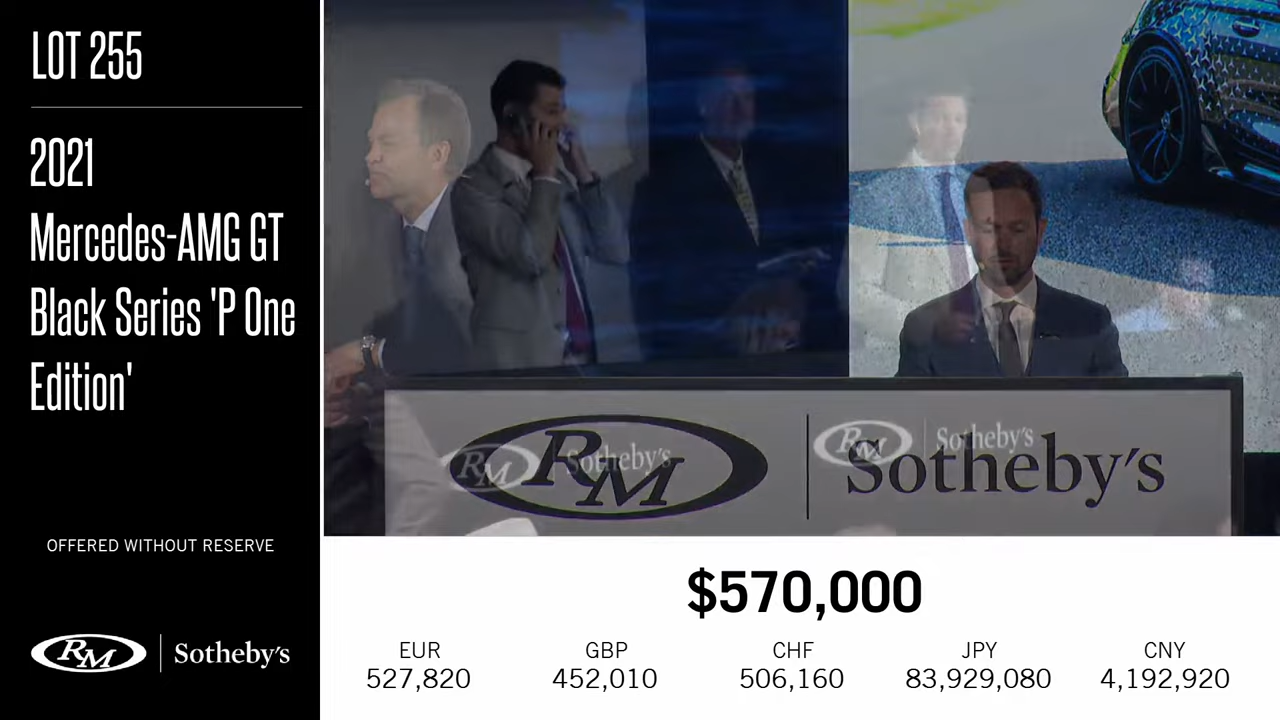 LOT 255
2021
Mercedes-AMG GT
Black Series 'P One
Edition'
OFFERED WITHOUT RESERVE
RM | Sotheby's
RM Sotheby's
RM | Sotheby's
RM | Sotheby's
$570,000
EUR GBP CHF JPY CNY
527,820 452,010 506,160 83,929,080 4,192,920